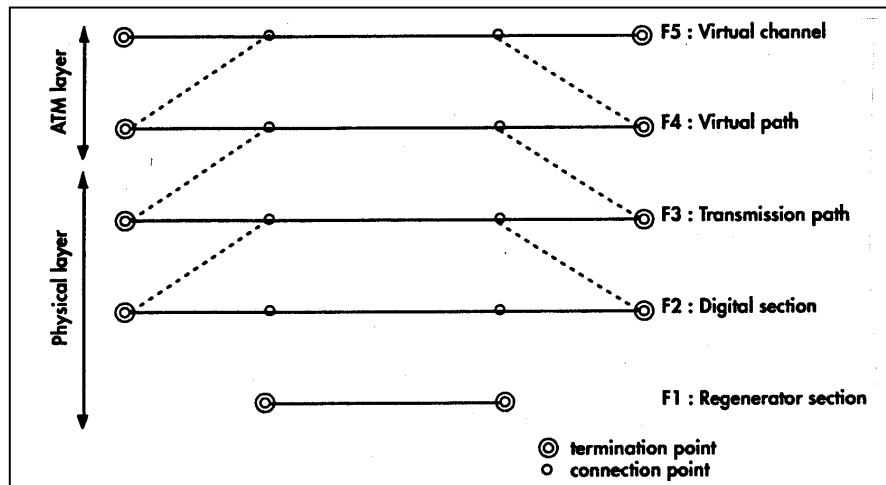 F5 : Virtual channel
ATM layer
F4 : Virtual path
F3 : Transmission path
Physical layer
F2 : Digital section
F1 : Regenerator section
termination point
connection point